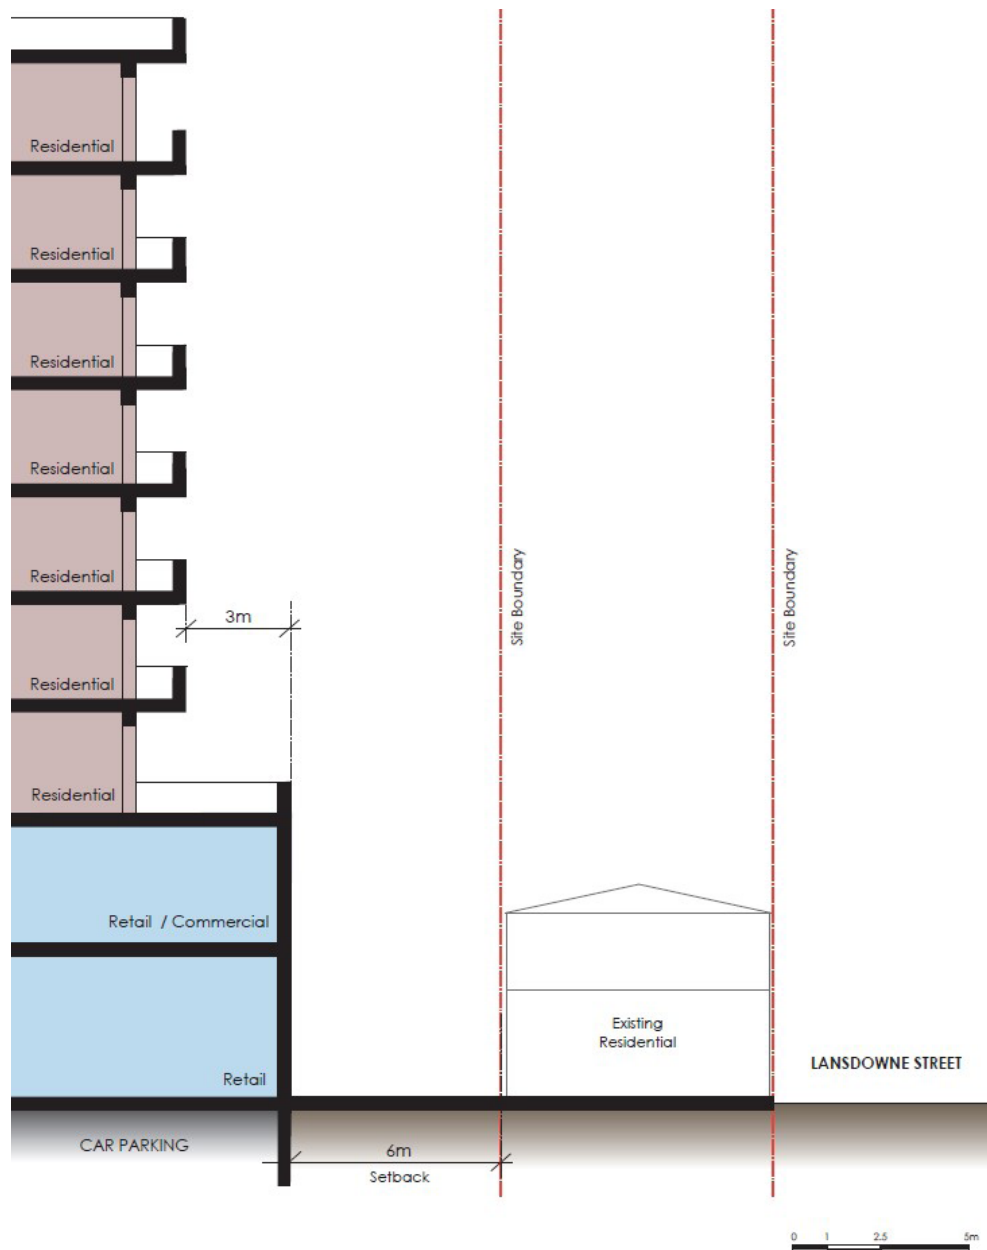 Residential
Residential
Residential
Residential
Residential
3m
Residential
Residential
Site Boundary
Site Boundary
Retail / Commercial
Existing
Residential
LANSDOWNE STREET
Retail
CAR PARKING
6m
Setback
0 1 2.5 5m